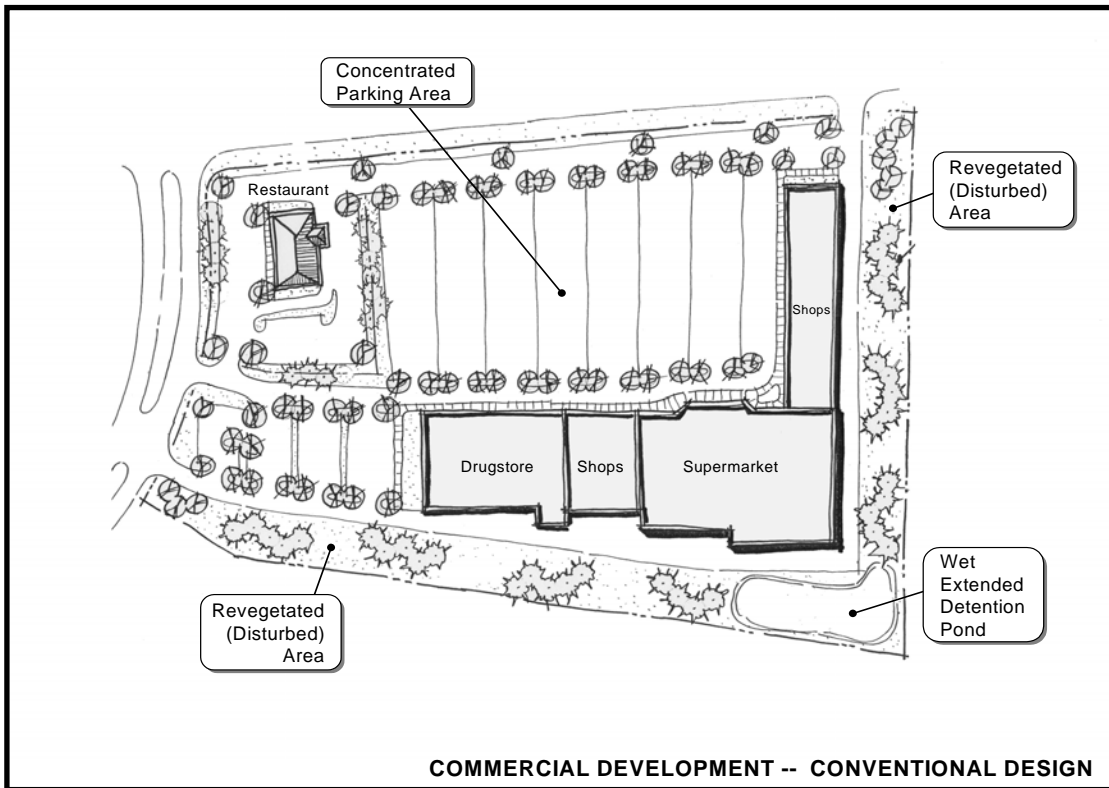 Concentrated
Parking Area
Restaurant
Revegetated
(Disturbed)
Area
Shops
Drugstore
Shops
Supermarket
Revegetated
(Disturbed)
Area
Wet
Extended
Detention
Pond
COMMERCIAL DEVELOPMENT -- CONVENTIONAL DESIGN